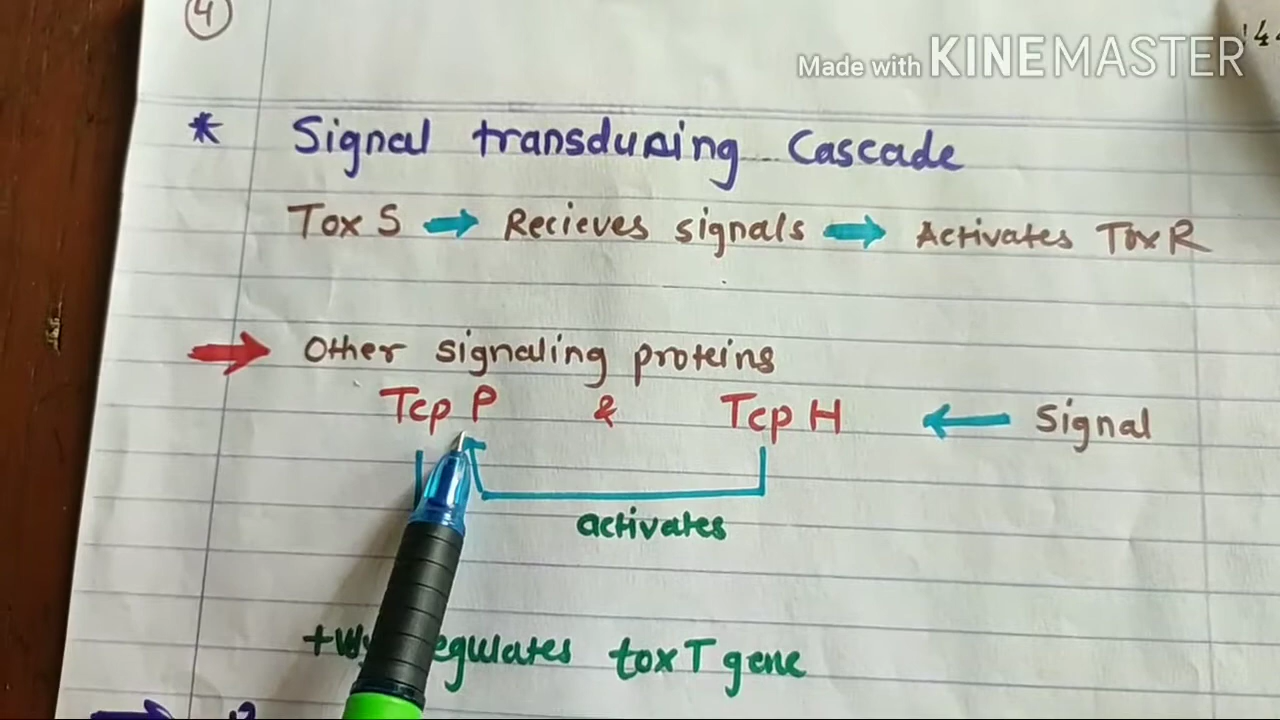 4
Made with KINEMASTER
* Signal transducing Cascade
Tox S → Recieves signals → Activates Tox R
→ Other signaling proteins
Tcp P & Tcp H ← Signal
activates
toxT gene